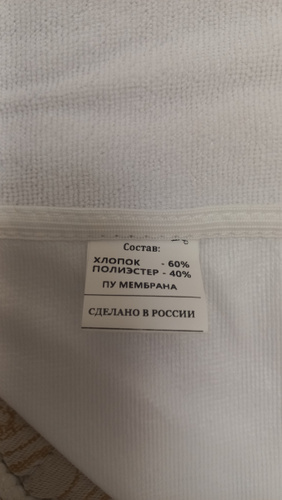 Состав:
ХЛОПОК - 60%
ПОЛИЭСТЕР - 40%
ПУ МЕМБРАНА
СДЕЛАНО В РОССИИ